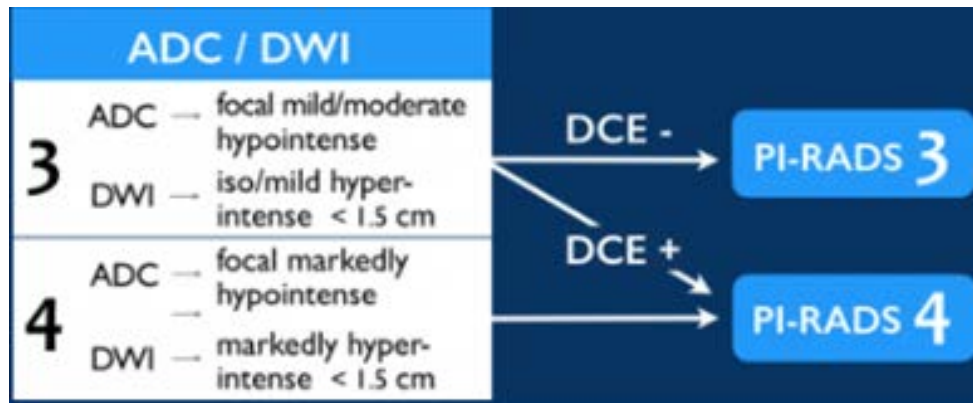 ADC / DWI
3
ADC → focal mild/moderate
hypointense
DWI → iso/mild hyper-
intense < 1.5 cm
4
ADC → focal markedly
→ hypointense
DWI → markedly hyper-
intense < 1.5 cm
DCE -
DCE +
PI-RADS 3
PI-RADS 4